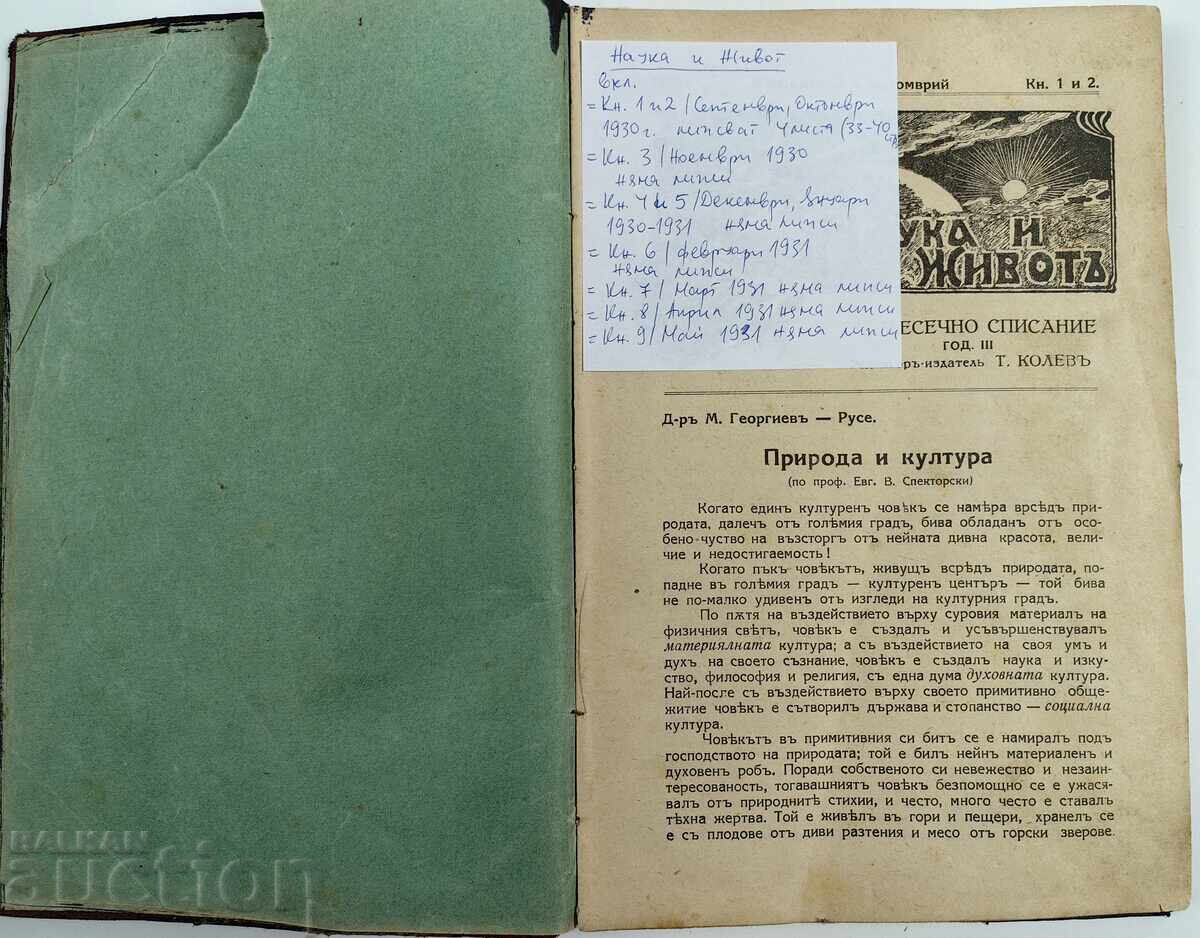 Наука и Живот
вкл.
= Кн. 1 и 2 / Септември, Октомври
1930 г. липсват 4 листа (33-40 стр)
= Кн. 3 / Ноември 1930
няма липси
= Кн. 4 и 5 / Декември, Януари
1930-1931 няма липси
= Кн. 6 / февруари 1931
няма липси
= Кн. 7 / Март 1931 няма липси
= Кн. 8 / Април 1931 няма липси
= Кн. 9 / Май 1931 няма липси
омврий Кн. 1 и 2.
УКА И
ЖИВОТЪ
ЕСЕЧНО СПИСАНИЕ
ГОД. III
ръ-издатель Т. КОЛЕВЪ
Д-ръ М. Георгиевъ — Русе.
Природа и култура
(по проф. Евг. В. Спекторски)
Когато единъ културенъ човѣкъ се намѣра врсѣдъ при-
родата, далечъ отъ голѣмия градъ, бива обладанъ отъ осо-
бено чуство на възсторгъ отъ нейната дивна красота, вели-
чие и недостигаемость!
Когато пъкъ човѣкътъ, живущъ всрѣдъ природата, по-
падне въ голѣмия градъ — културенъ центъръ — той бива
не по-малко удивенъ отъ изгледи на културния градъ.
По пѫтя на въздействието върху суровия материалъ на
физичния свѣтъ, човѣкъ е създалъ и усъвършенствувалъ
материялната култура; а съ въздействието на своя умъ и
духъ на своето съзнание, човѣкъ е създалъ наука и изку-
ство, философия и религия, съ една дума духовната култура.
Най-после съ въздействието върху своето примитивно обще-
житие човѣкъ е сътворилъ държава и стопанство — социална
култура.
Човѣкътъ въ примитивния си битъ се е намиралъ подъ
господството на природата; той е билъ нейнъ материаленъ и
духовенъ робъ. Поради собственото си невежество и незаин-
тересованость, тогавашниятъ човѣкъ безпомощно се е ужася-
валъ отъ природнитѣ стихии, и често, много често е ставалъ
тѣхна жертва. Той е живѣлъ въ гори и пещери, хранелъ се
е съ плодове отъ диви разтения и месо отъ горски зверове.
BALKAN
auction